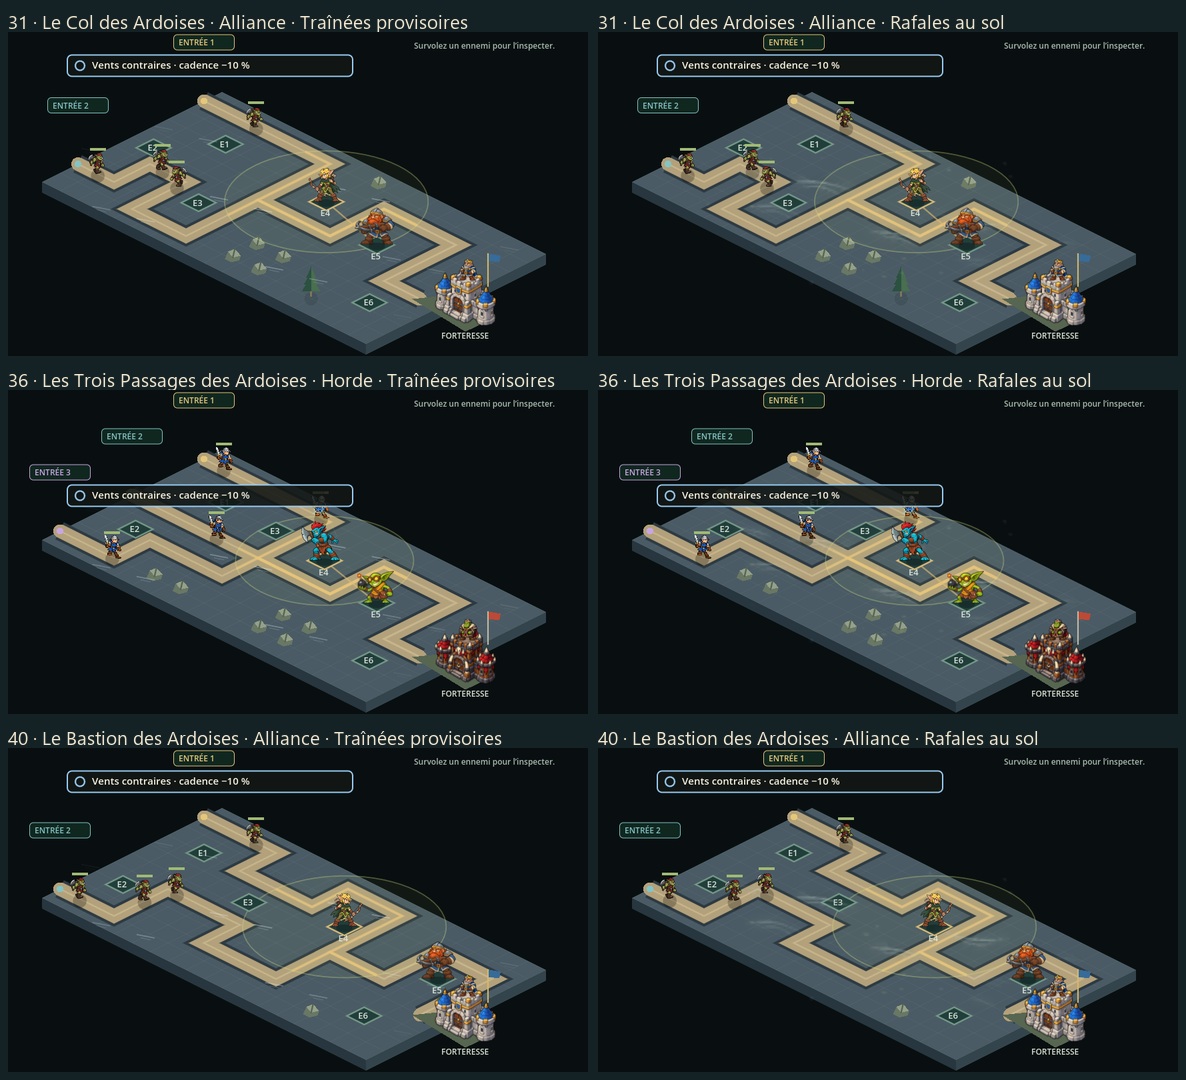 31 · Le Col des Ardoises · Alliance · Traînées provisoires
ENTRÉE 1
Survolez un ennemi pour l'inspecter.
Vents contraires · cadence −10 %
ENTRÉE 2
E1
E2
E3
E4
E5
E6
FORTERESSE
31 · Le Col des Ardoises · Alliance · Rafales au sol
ENTRÉE 1
Survolez un ennemi pour l'inspecter.
Vents contraires · cadence −10 %
ENTRÉE 2
E1
E2
E3
E4
E5
E6
FORTERESSE
36 · Les Trois Passages des Ardoises · Horde · Traînées provisoires
ENTRÉE 1
Survolez un ennemi pour l'inspecter.
ENTRÉE 2
ENTRÉE 3
Vents contraires · cadence −10 %
E2
E3
E4
E5
E6
FORTERESSE
36 · Les Trois Passages des Ardoises · Horde · Rafales au sol
ENTRÉE 1
Survolez un ennemi pour l'inspecter.
ENTRÉE 2
ENTRÉE 3
Vents contraires · cadence −10 %
E2
E3
E4
E5
E6
FORTERESSE
40 · Le Bastion des Ardoises · Alliance · Traînées provisoires
ENTRÉE 1
Survolez un ennemi pour l'inspecter.
Vents contraires · cadence −10 %
ENTRÉE 2
E1
E2
E3
E4
E5
E6
FORTERESSE
40 · Le Bastion des Ardoises · Alliance · Rafales au sol
ENTRÉE 1
Survolez un ennemi pour l'inspecter.
Vents contraires · cadence −10 %
ENTRÉE 2
E1
E2
E3
E4
E5
E6
FORTERESSE